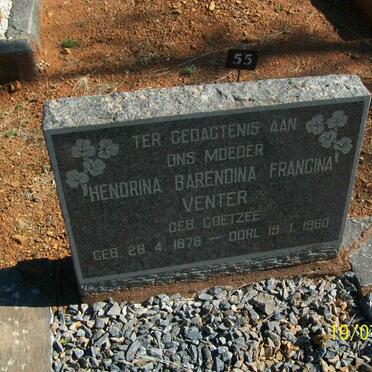 55
TER GEDAGTENIS AAN
ONS MOEDER
HENDRINA BARENDINA FRANCINA
VENTER
GEB. COETZEE
GEB. 28. 4. 1878 — OORL. 19. 1. 1960